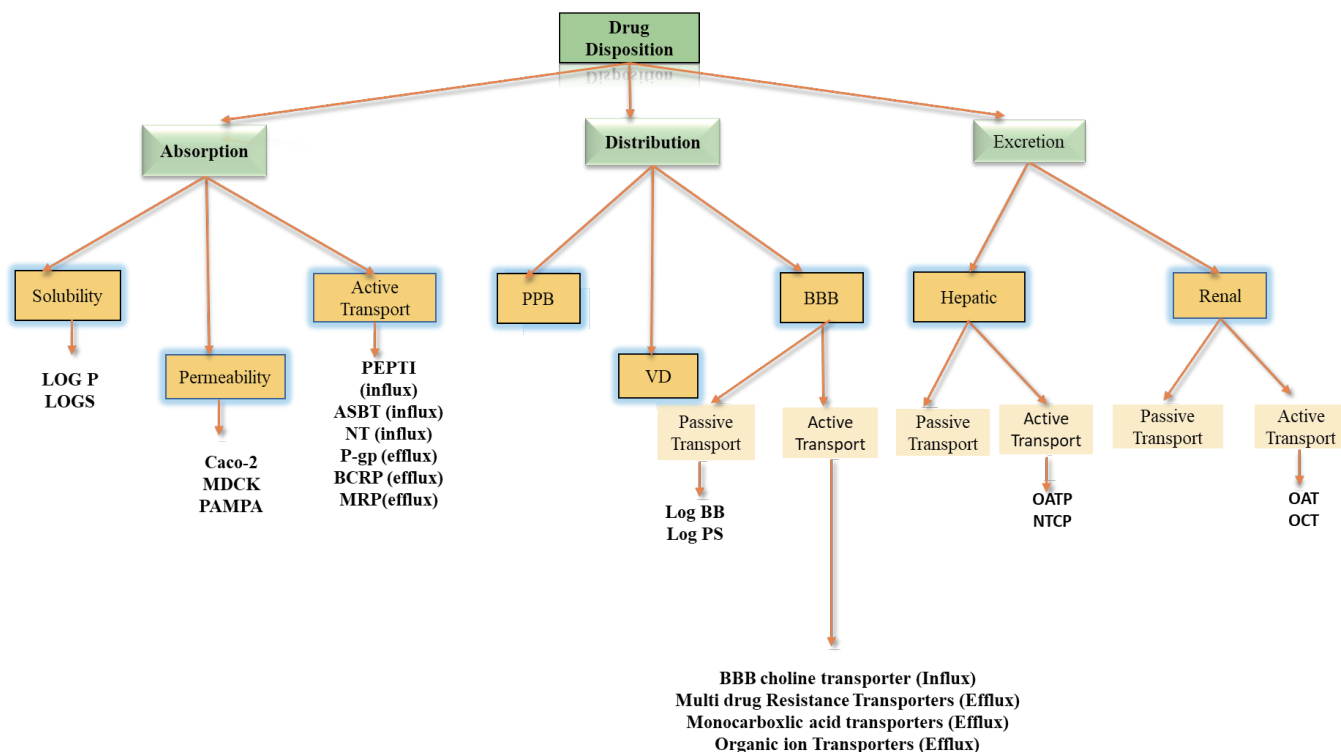 Drug
Disposition
Absorption
Distribution
Excretion
Solubility
Active
Transport
PPB
BBB
Hepatic
Renal
Permeability
VD
LOG P
LOGS
PEPTI
(influx)
ASBT (influx)
NT (influx)
P-gp (efflux)
BCRP (efflux)
MRP(efflux)
Caco-2
MDCK
PAMPA
Passive
Transport
Active
Transport
Passive
Transport
Active
Transport
Passive
Transport
Active
Transport
Log BB
Log PS
OATP
NTCP
OAT
OCT
BBB choline transporter (Influx)
Multi drug Resistance Transporters (Efflux)
Monocarboxlic acid transporters (Efflux)
Organic ion Transporters (Efflux)